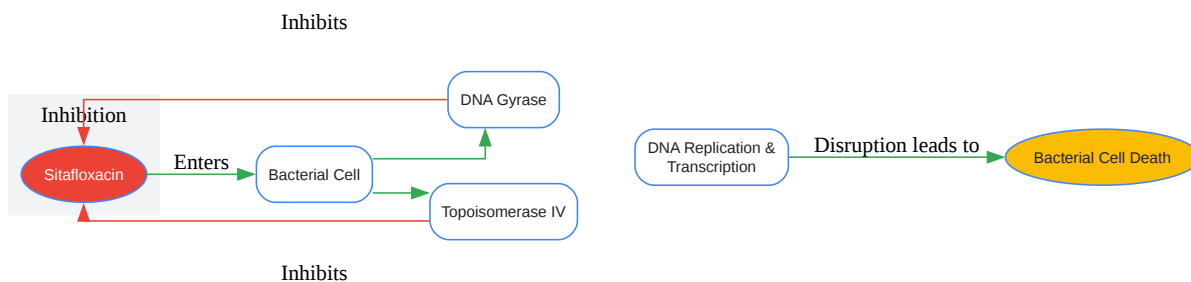 Inhibits
DNA Gyrase
Inhibition
Sitafloxacin
Enters
Bacterial Cell
Topoisomerase IV
Inhibits
DNA Replication &
Transcription
Disruption leads to
Bacterial Cell Death